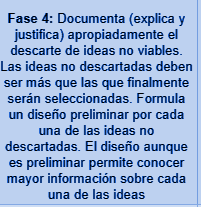 Fase 4: Documenta (explica y
justifica) apropiadamente el
descarte de ideas no viables.
Las ideas no descartadas deben
ser más que las que finalmente
serán seleccionadas. Formula
un diseño preliminar por cada
una de las ideas no
descartadas. El diseño aunque
es preliminar permite conocer
mayor información sobre cada
una de las ideas